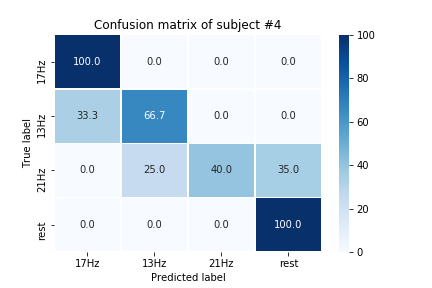 Confusion matrix of subject #4
True label
17Hz 100.0 0.0 0.0 0.0
13Hz 33.3 66.7 0.0 0.0
21Hz 0.0 25.0 40.0 35.0
rest 0.0 0.0 0.0 100.0
17Hz 13Hz 21Hz rest
Predicted label
100
80
60
40
20
0